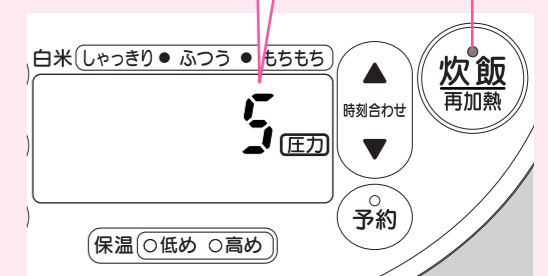 白米 しゃっきり● ふつう ● もちもち
炊飯
再加熱
▲
時刻合わせ
▼
5 圧力
予約
保温 ○低め ○高め